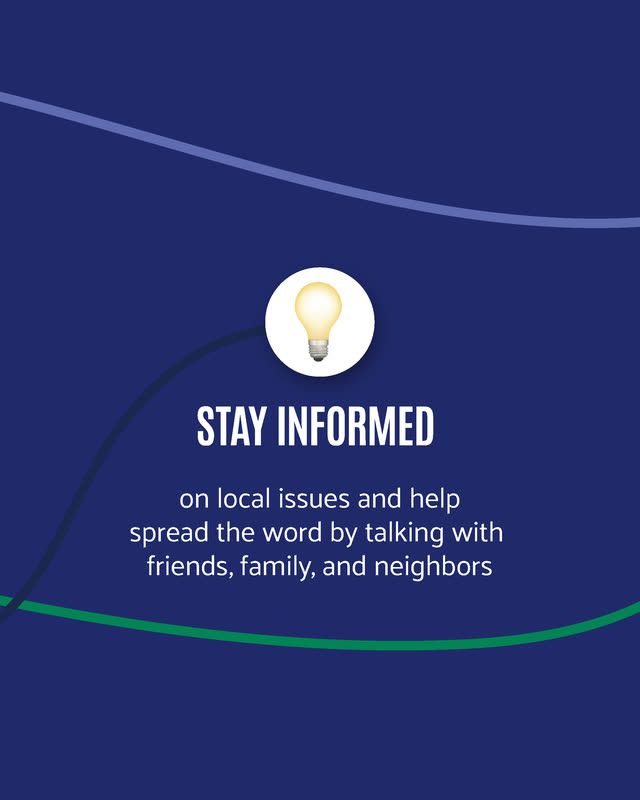 STAY INFORMED
on local issues and help
spread the word by talking with
friends, family, and neighbors